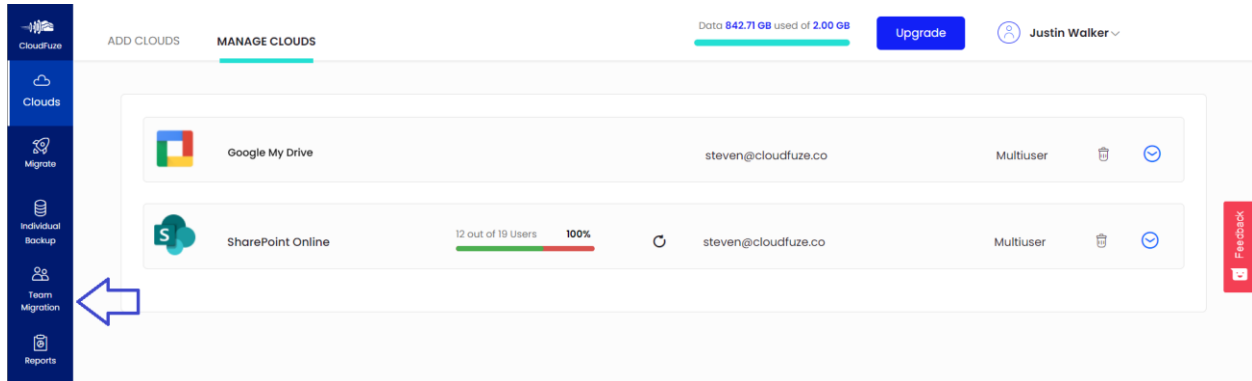 CloudFuze
ADD CLOUDS
MANAGE CLOUDS
Data 842.71 GB used of 2.00 GB
Upgrade
Justin Walker
Clouds
Migrate
Individual
Backup
Team
Migration
Reports
Google My Drive
steven@cloudfuze.co
Multiuser
S
SharePoint Online
12 out of 19 Users
100%
steven@cloudfuze.co
Multiuser
Feedback